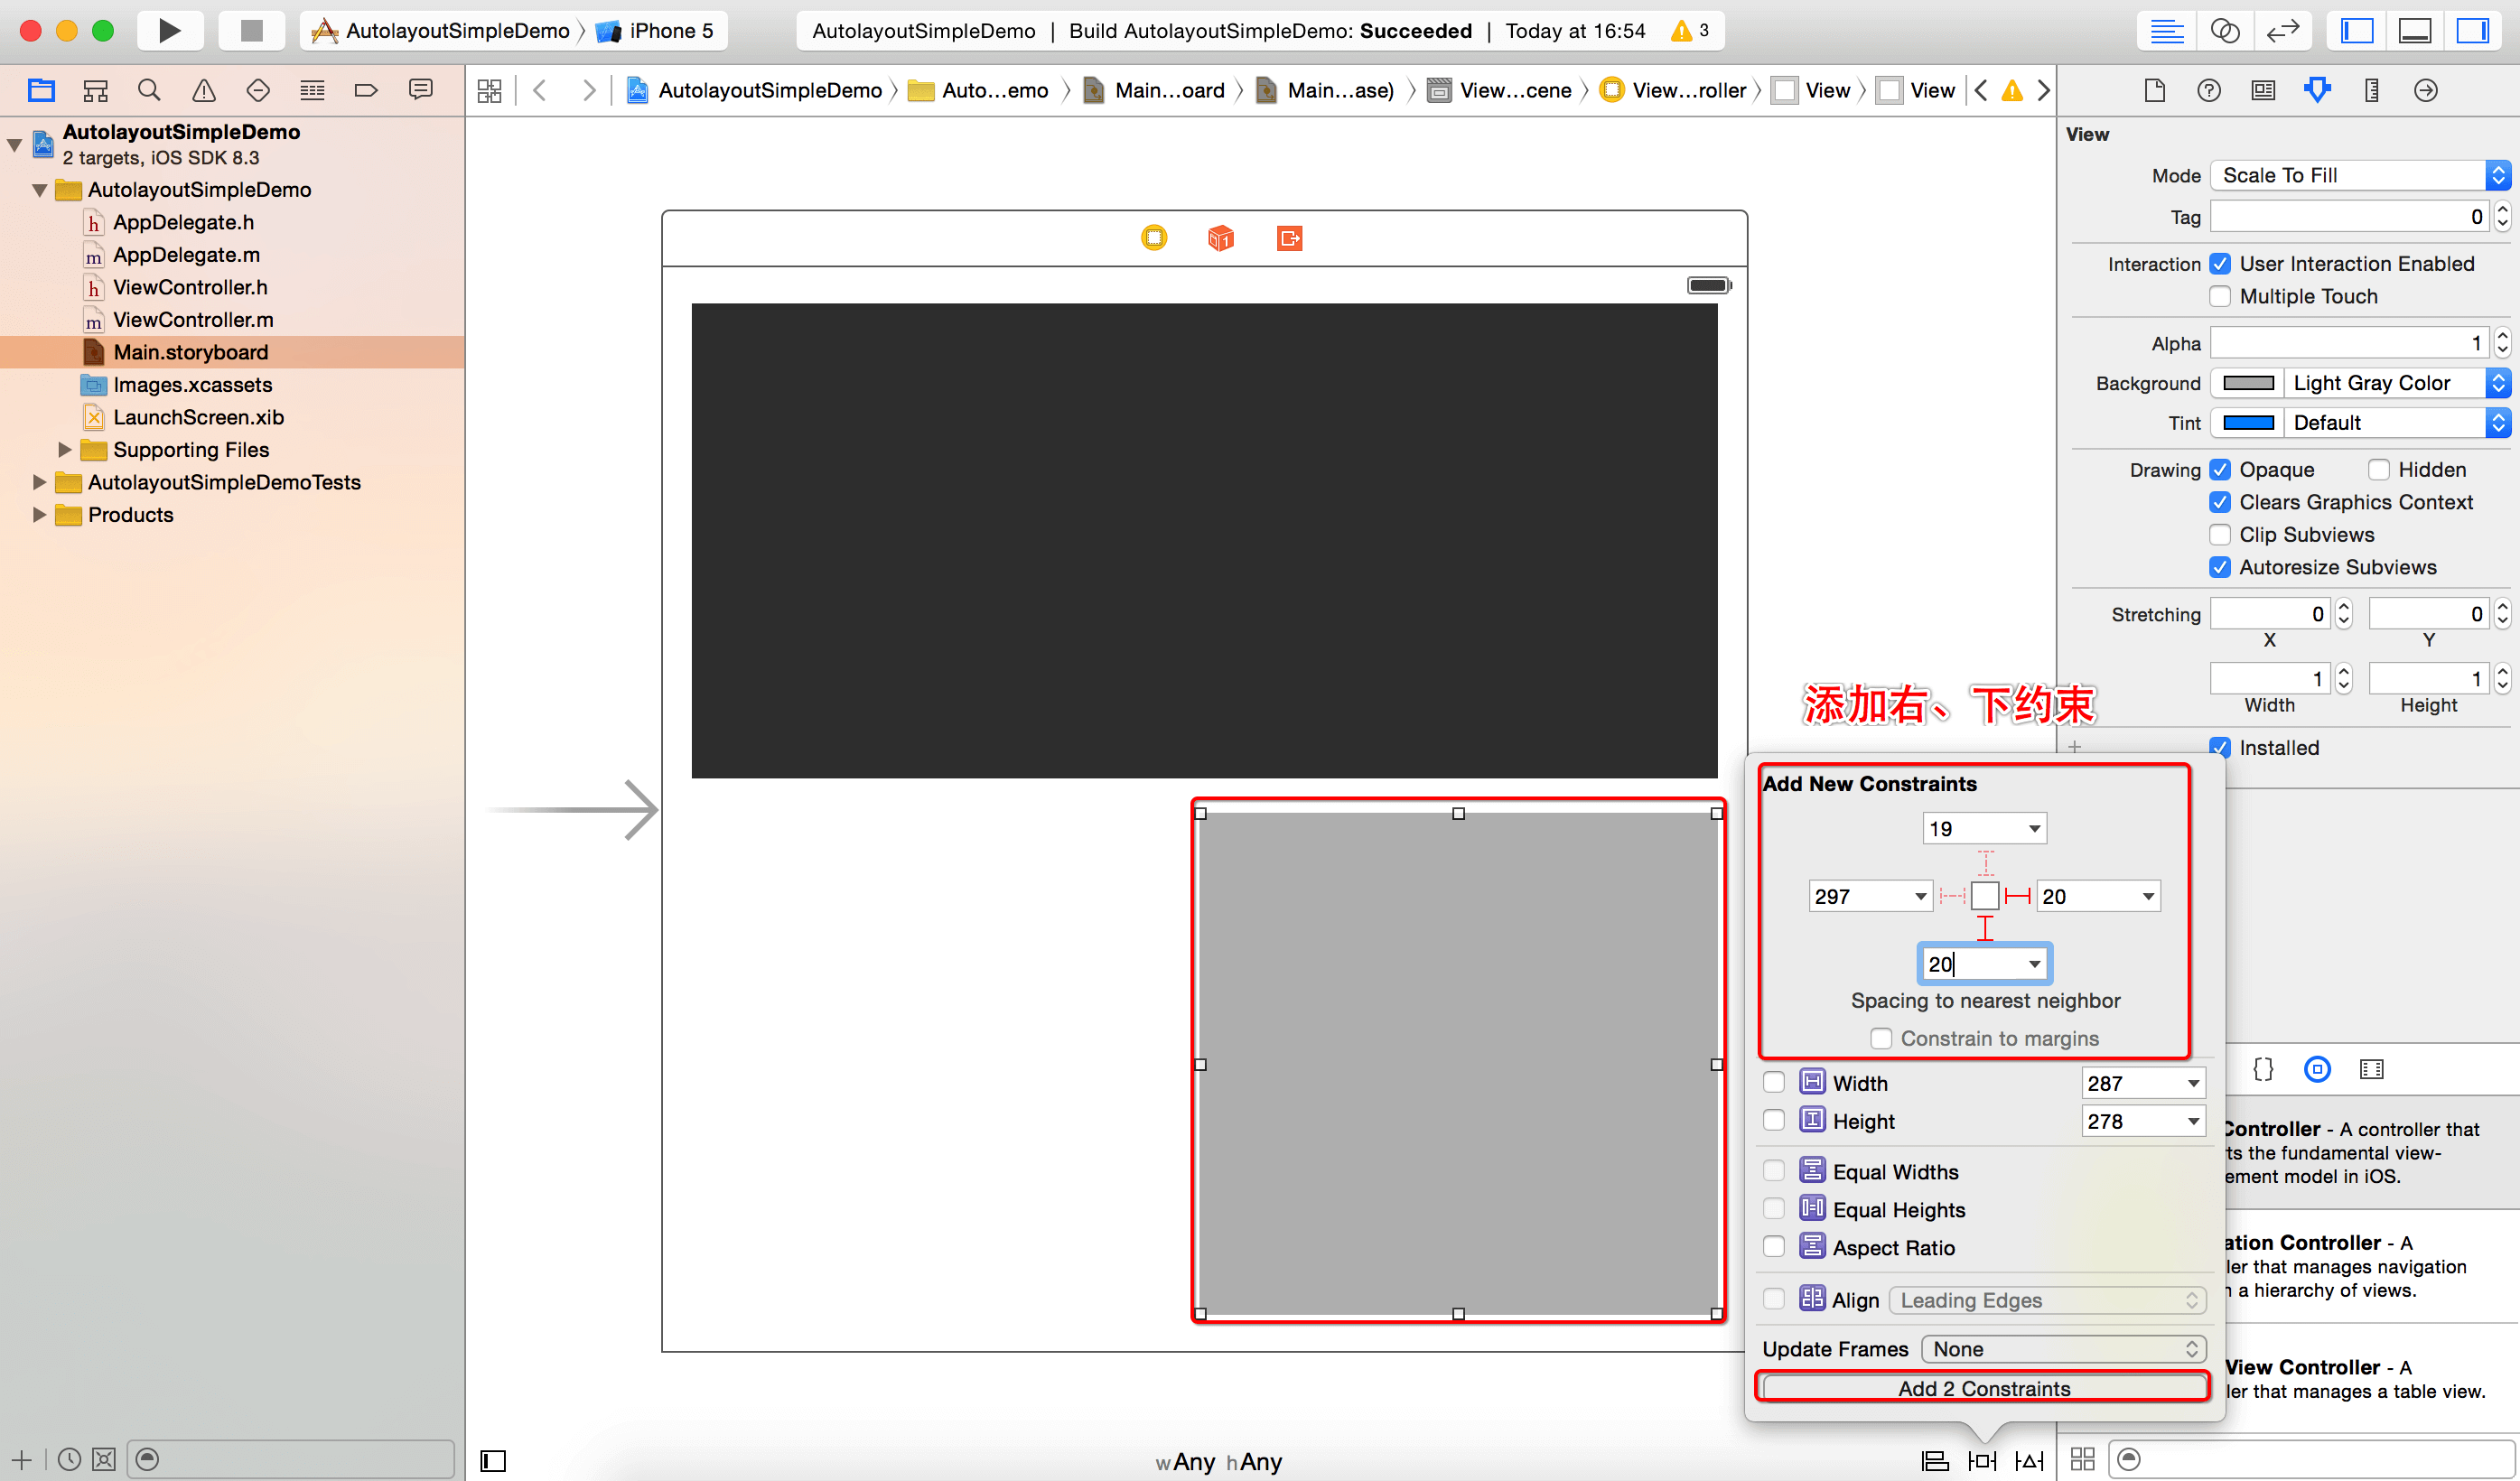 AutolayoutSimpleDemo 〉 iPhone 5
AutolayoutSimpleDemo | Build AutolayoutSimpleDemo: Succeeded | Today at 16:54 3
AutolayoutSimpleDemo
2 targets, iOS SDK 8.3
AutolayoutSimpleDemo
h AppDelegate.h
m AppDelegate.m
h ViewController.h
m ViewController.m
Main.storyboard
Images.xcassets
LaunchScreen.xib
Supporting Files
AutolayoutSimpleDemoTests
Products
AutolayoutSimpleDemo 〉 Auto...emo 〉 Main...oard 〉 Main...ase) 〉 View...cene 〉 View...roller 〉 View 〉 View
1
添加右、下约束
Add New Constraints
19
297 20
20
Spacing to nearest neighbor
Constrain to margins
Width 287
Height 278
Equal Widths
Equal Heights
Aspect Ratio
Align Leading Edges
Update Frames None
Add 2 Constraints
wAny hAny
View
Mode Scale To Fill
Tag 0
Interaction User Interaction Enabled
Multiple Touch
Alpha 1
Background Light Gray Color
Tint Default
Drawing Opaque Hidden
Clears Graphics Context
Clip Subviews
Autoresize Subviews
Stretching 0 0
X Y
1 1
Width Height
+ Installed
{}
Controller - A controller that
ts the fundamental view-
ement model in iOS.
ation Controller - A
ler that manages navigation
n a hierarchy of views.
View Controller - A
ler that manages a table view.